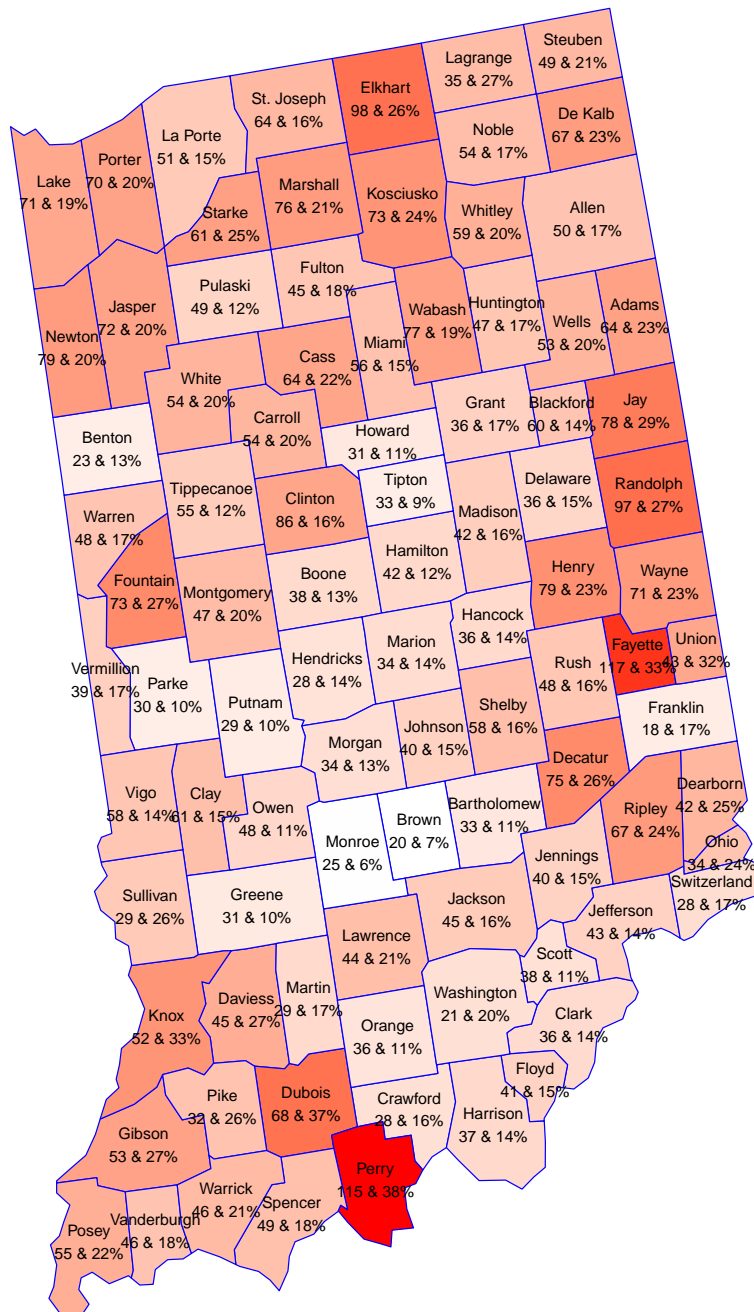 Steuben
49 & 21%
Lagrange
35 & 27%
Elkhart
98 & 26%
St. Joseph
64 & 16%
La Porte
51 & 15%
Porter
70 & 20%
Lake
71 & 19%
De Kalb
67 & 23%
Noble
54 & 17%
Marshall
76 & 21%
Kosciusko
73 & 24%
Starke
61 & 25%
Whitley
59 & 20%
Allen
50 & 17%
Fulton
45 & 18%
Pulaski
49 & 12%
Jasper
72 & 20%
Newton
79 & 20%
Wabash
77 & 19%
Huntington
47 & 17%
Wells
53 & 20%
Adams
64 & 23%
Miami
56 & 15%
Cass
64 & 22%
White
54 & 20%
Carroll
54 & 20%
Benton
23 & 13%
Howard
31 & 11%
Grant
36 & 17%
Blackford
60 & 14%
Jay
78 & 29%
Tipton
33 & 9%
Delaware
36 & 15%
Randolph
97 & 27%
Tippecanoe
55 & 12%
Clinton
86 & 16%
Madison
42 & 16%
Warren
48 & 17%
Hamilton
42 & 12%
Fountain
73 & 27%
Montgomery
47 & 20%
Boone
38 & 13%
Henry
79 & 23%
Wayne
71 & 23%
Hancock
36 & 14%
Marion
34 & 14%
Hendricks
28 & 14%
Vermillion
39 & 17%
Parke
30 & 10%
Putnam
29 & 10%
Rush
48 & 16%
Fayette
117 & 33%
Union
43 & 32%
Franklin
18 & 17%
Shelby
58 & 16%
Johnson
40 & 15%
Morgan
34 & 13%
Decatur
75 & 26%
Dearborn
42 & 25%
Ripley
67 & 24%
Ohio
34 & 24%
Switzerland
28 & 17%
Vigo
58 & 14%
Clay
61 & 15%
Owen
48 & 11%
Monroe
25 & 6%
Brown
20 & 7%
Bartholomew
33 & 11%
Jennings
40 & 15%
Jefferson
43 & 14%
Sullivan
29 & 26%
Greene
31 & 10%
Jackson
45 & 16%
Lawrence
44 & 21%
Scott
38 & 11%
Washington
21 & 20%
Clark
36 & 14%
Martin
29 & 17%
Daviess
45 & 27%
Knox
52 & 33%
Orange
36 & 11%
Floyd
41 & 15%
Harrison
37 & 14%
Crawford
28 & 16%
Dubois
68 & 37%
Pike
32 & 26%
Gibson
53 & 27%
Perry
115 & 38%
Spencer
49 & 18%
Warrick
46 & 21%
Vanderburgh
46 & 18%
Posey
55 & 22%